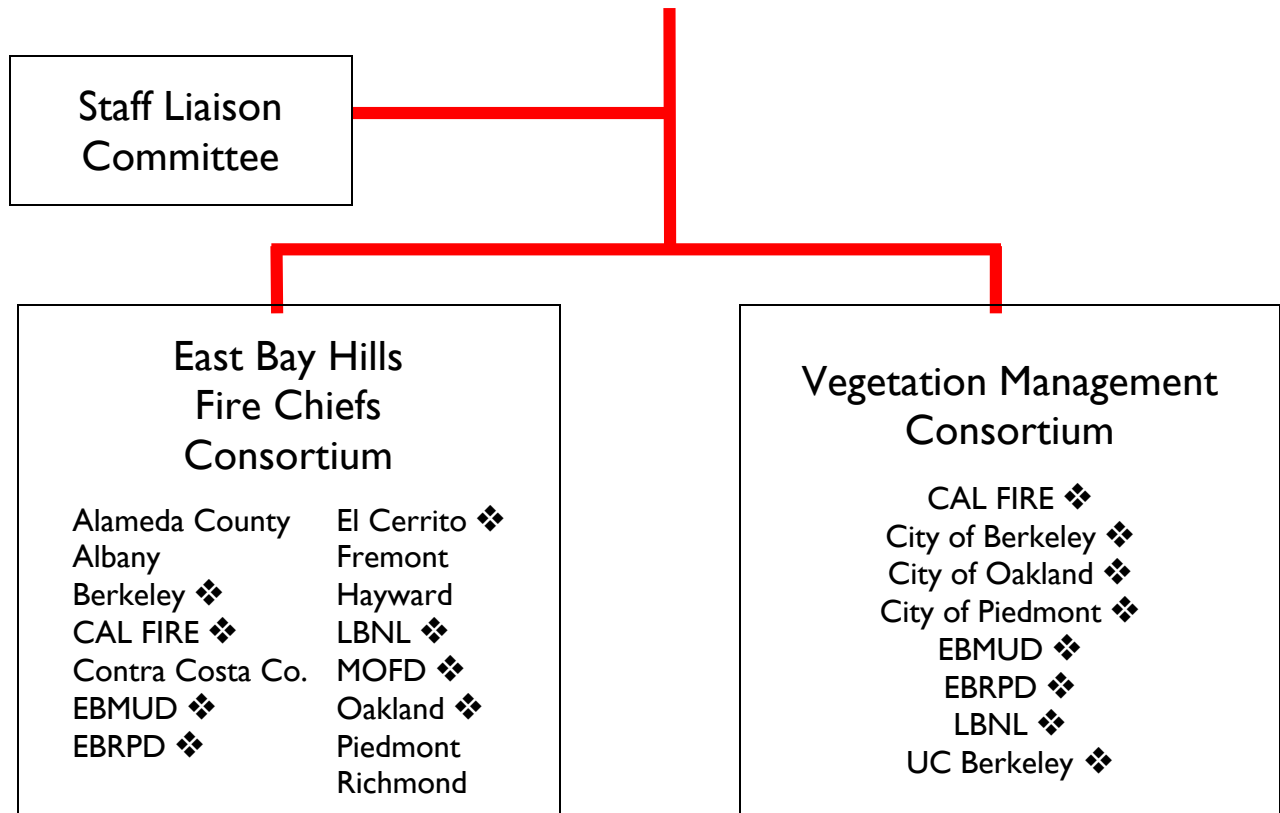 Staff Liaison
Committee
East Bay Hills
Fire Chiefs
Consortium
Alameda County
Albany
Berkeley ❖
CAL FIRE ❖
Contra Costa Co.
EBMUD ❖
EBRPD ❖
El Cerrito ❖
Fremont
Hayward
LBNL ❖
MOFD ❖
Oakland ❖
Piedmont
Richmond
Vegetation Management
Consortium
CAL FIRE ❖
City of Berkeley ❖
City of Oakland ❖
City of Piedmont ❖
EBMUD ❖
EBRPD ❖
LBNL ❖
UC Berkeley ❖